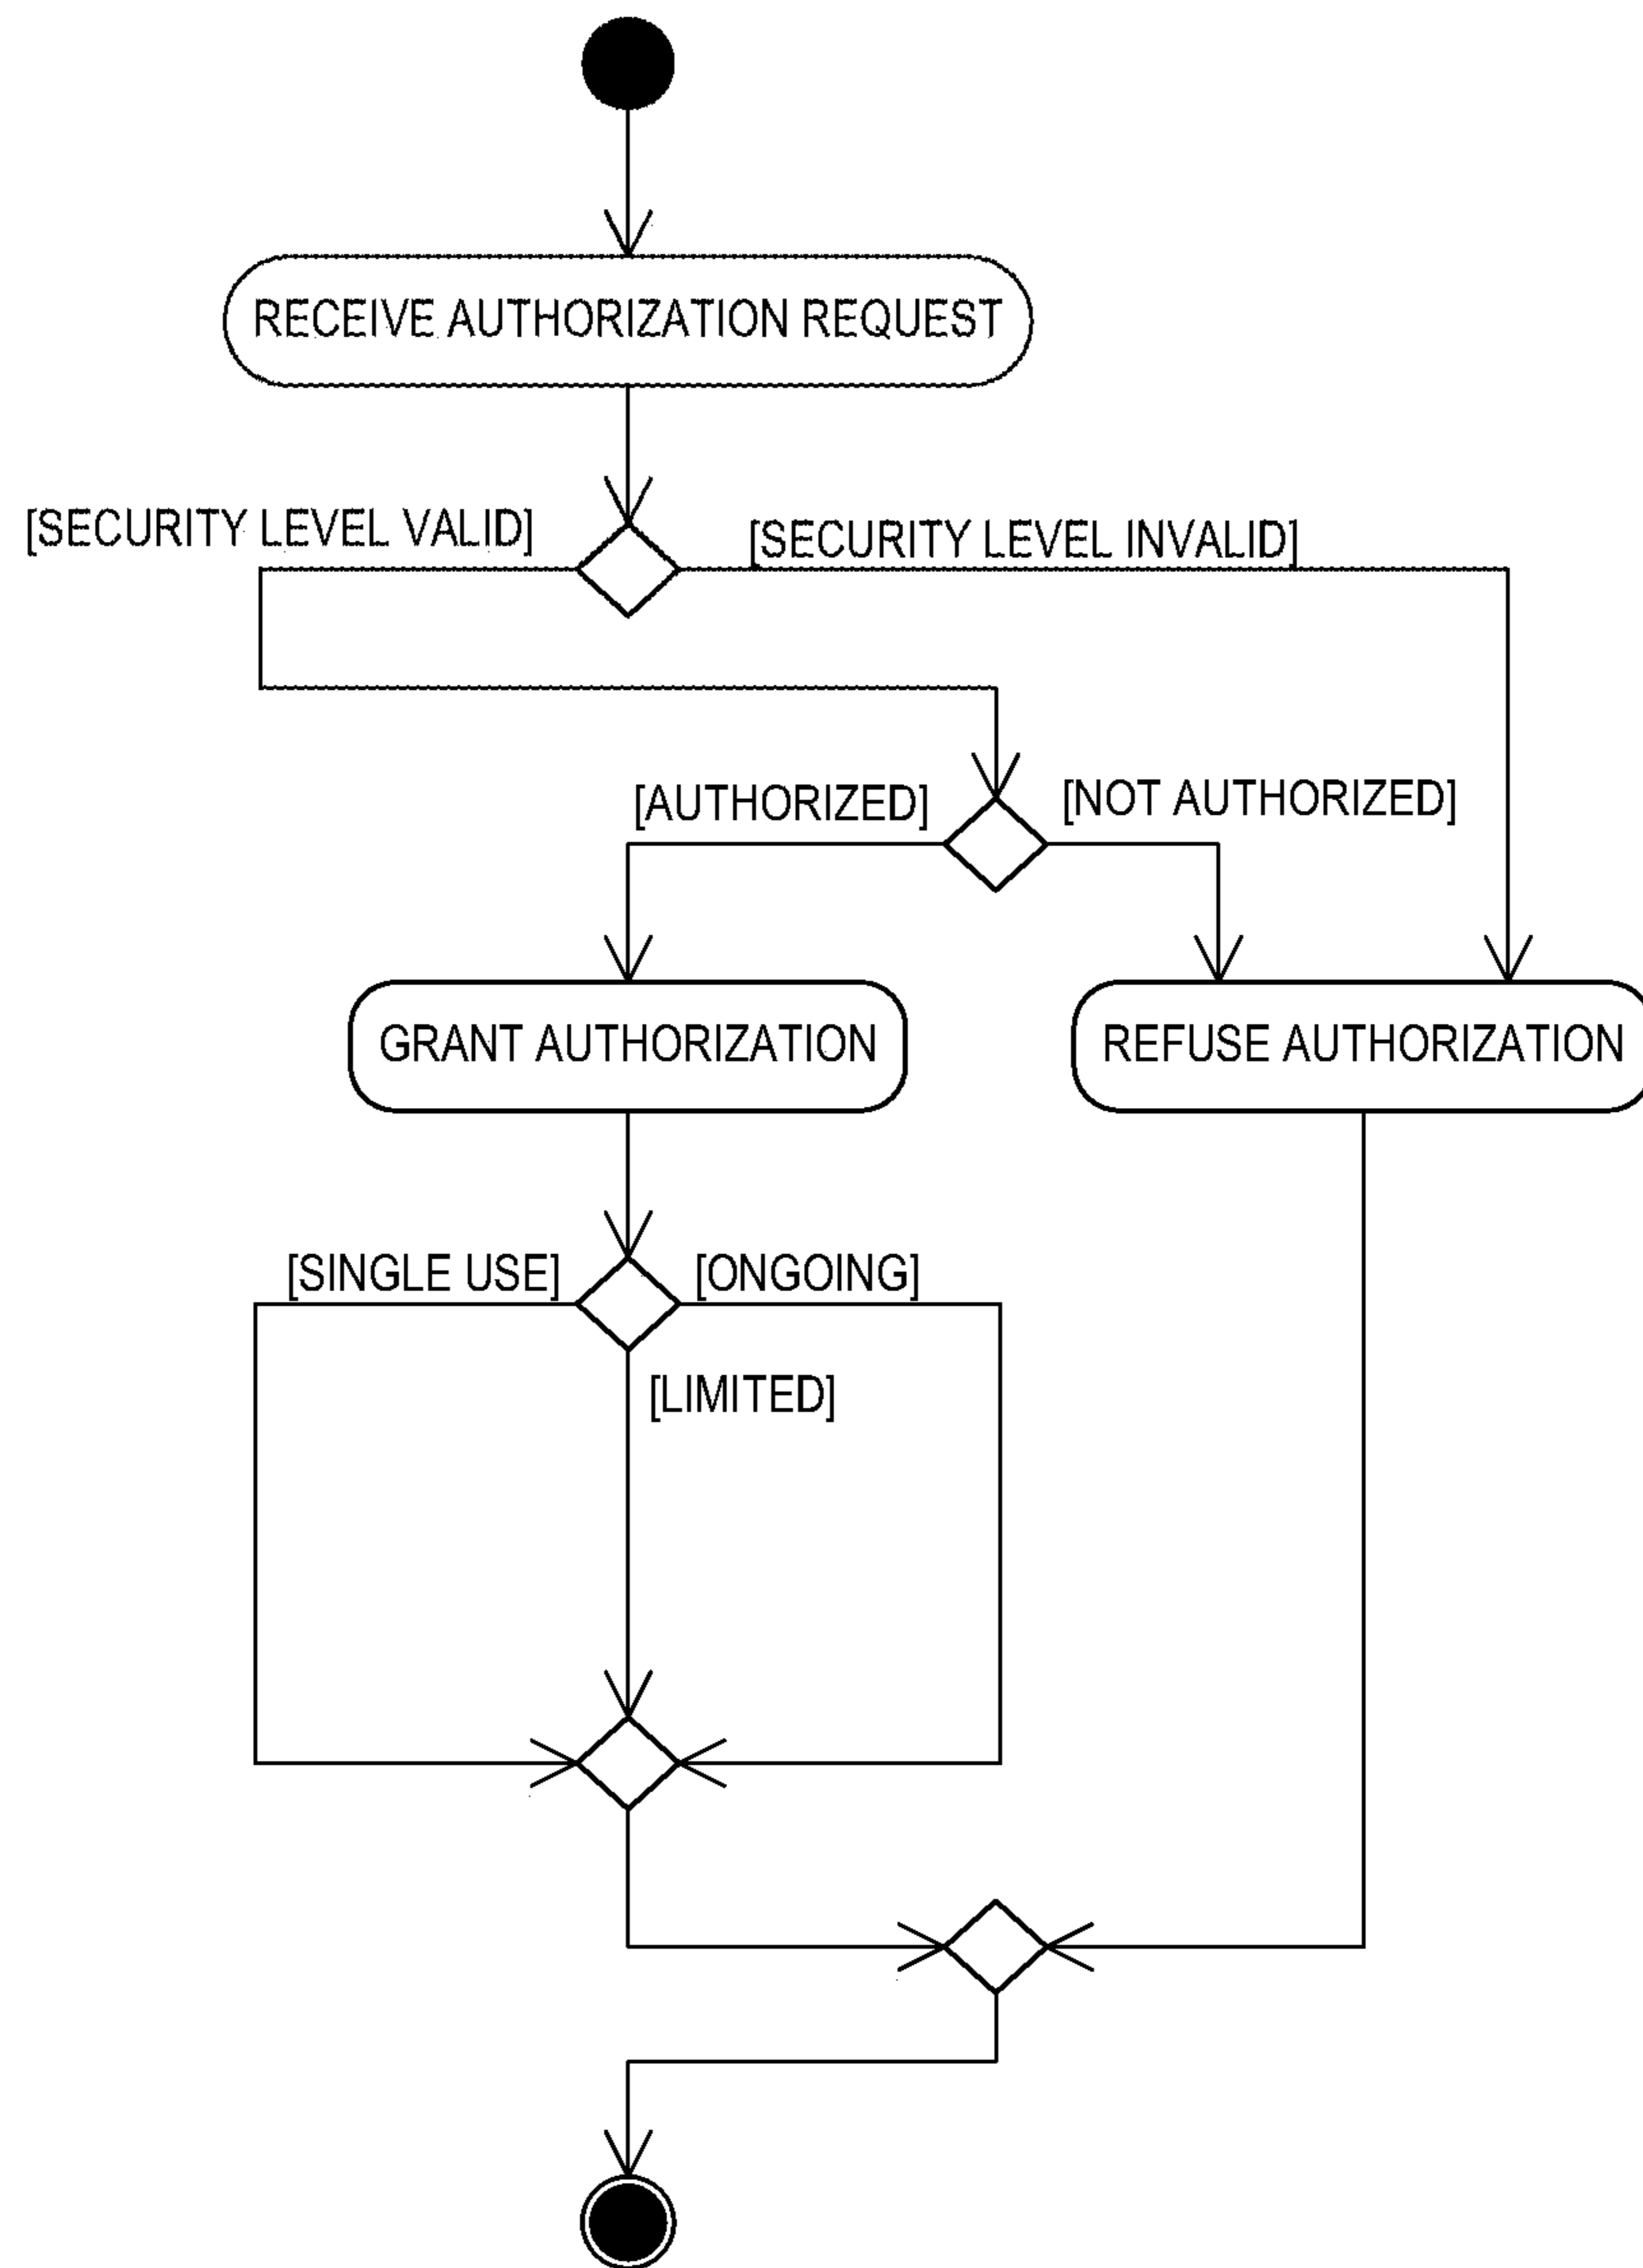 RECEIVE AUTHORIZATION REQUEST
[SECURITY LEVEL VALID]
[SECURITY LEVEL INVALID]
[AUTHORIZED]
[NOT AUTHORIZED]
GRANT AUTHORIZATION
REFUSE AUTHORIZATION
[SINGLE USE]
[ONGOING]
[LIMITED]